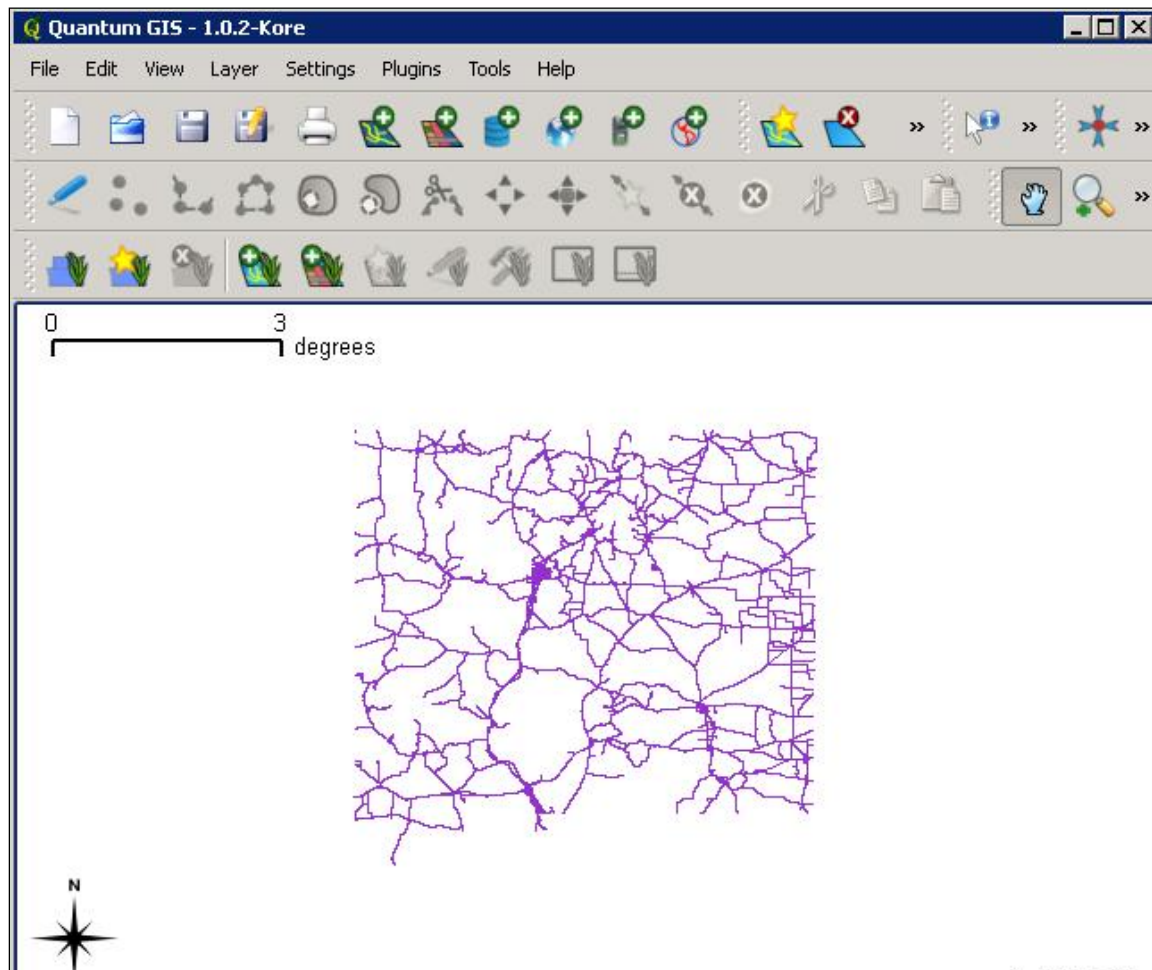 Quantum GIS - 1.0.2-Kore
File Edit View Layer Settings Plugins Tools Help
0 3
degrees
N